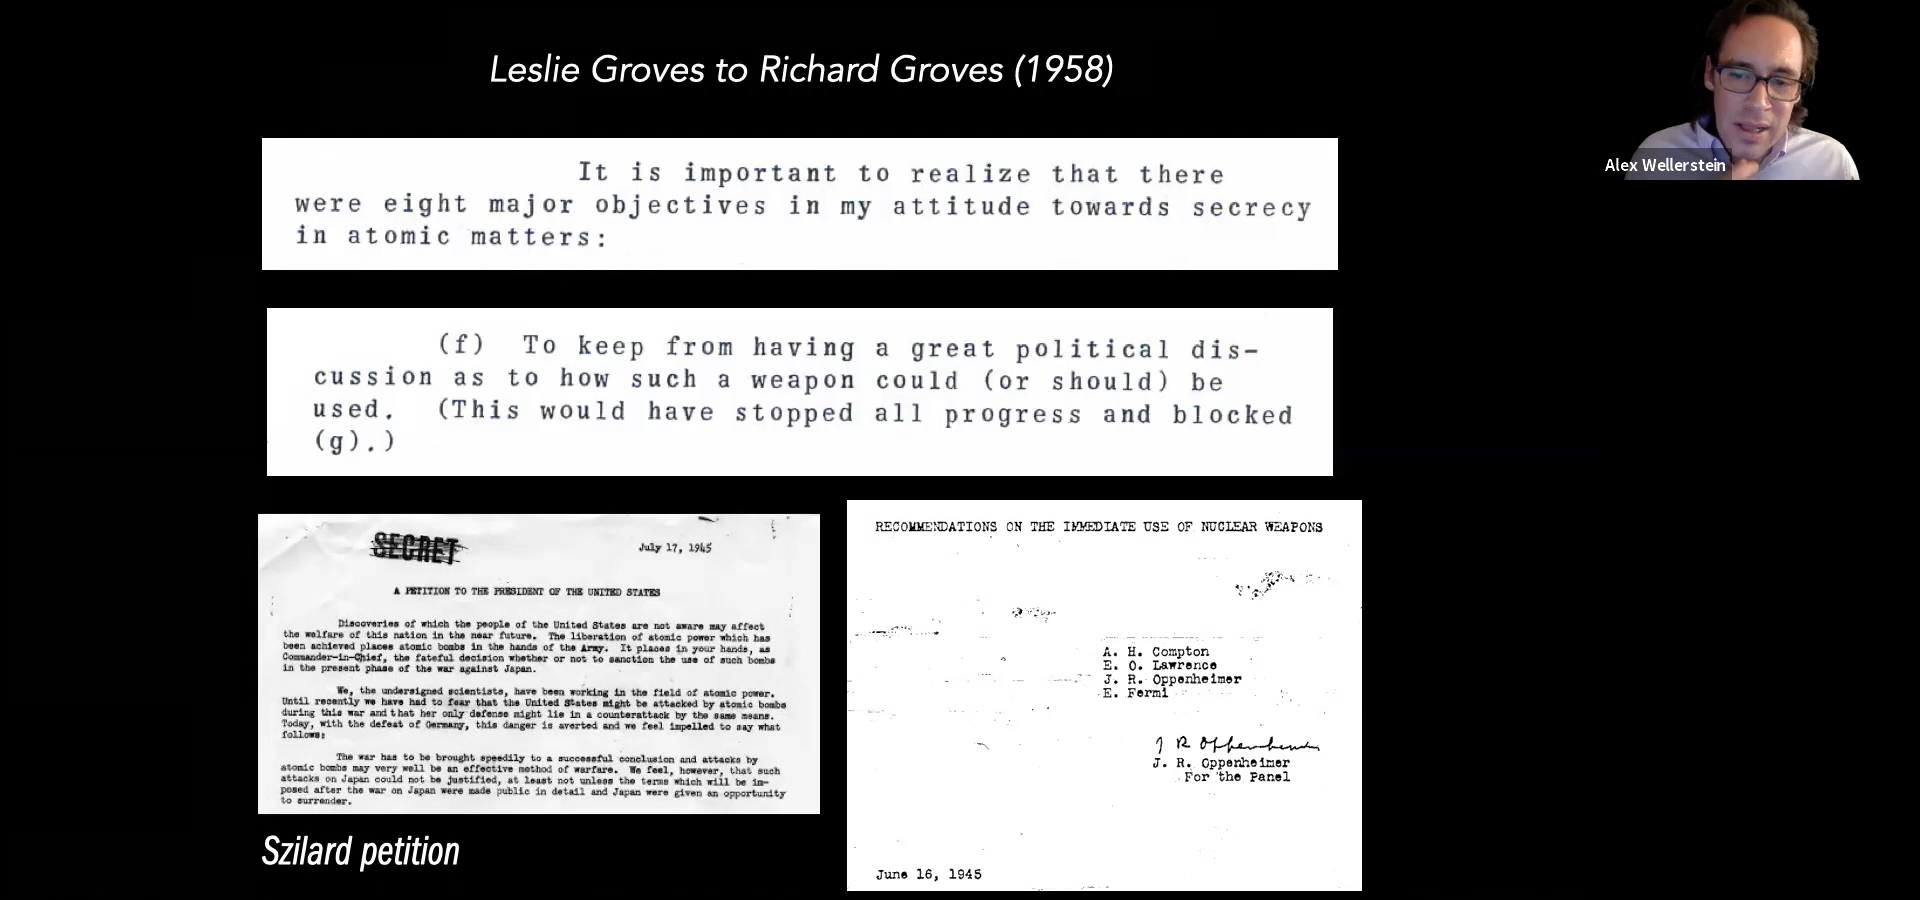 Leslie Groves to Richard Groves (1958)
Alex Wellerstein
It is important to realize that there
were eight major objectives in my attitude towards secrecy
in atomic matters:
(f) To keep from having a great political dis-
cussion as to how such a weapon could (or should) be
used. (This would have stopped all progress and blocked
(g).)
SECRET
July 17, 1945
A PETITION TO THE PRESIDENT OF THE UNITED STATES
Discoveries of which the people of the United States are not aware may affect
the welfare of this nation in the near future. The liberation of atomic power which has
been achieved places atomic bombs in the hands of the Army. It places in your hands, as
Commander-in-Chief, the fateful decision whether or not to sanction the use of such bombs
in the present phase of the war against Japan.
We, the undersigned scientists, have been working in the field of atomic power.
Until recently we have had to fear that the United States might be attacked by atomic bombs
during this war and that her only defense might lie in a counterattack by the same means.
Today, with the defeat of Germany, this danger is averted and we feel impelled to say what
follows:
The war has to be brought speedily to a successful conclusion and attacks by
atomic bombs may very well be an effective method of warfare. We feel, however, that such
attacks on Japan could not be justified, at least not unless the terms which will be im-
posed after the war on Japan were made public in detail and Japan were given an opportunity
to surrender.
Szilard petition
RECOMMENDATIONS ON THE IMMEDIATE USE OF NUCLEAR WEAPONS
A. H. Compton
E. O. Lawrence
J. R. Oppenheimer
E. Fermi
J R Oppenheimer
J. R. Oppenheimer
For the Panel
June 16, 1945